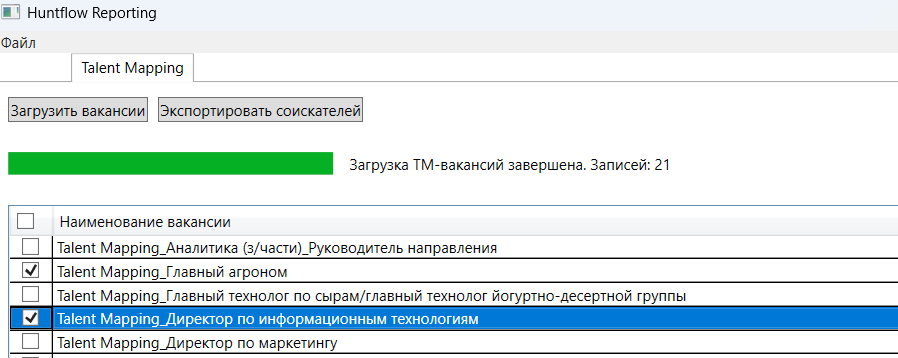 Huntflow Reporting
Файл
Talent Mapping
Загрузить вакансии Экспортировать соискателей
Загрузка ТМ-вакансий завершена. Записей: 21
Наименование вакансии
Talent Mapping_Аналитика (з/части)_Руководитель направления
Talent Mapping_Главный агроном
Talent Mapping_Главный технолог по сырам/главный технолог йогуртно-десертной группы
Talent Mapping_Директор по информационным технологиям
Talent Mapping_Директор по маркетингу